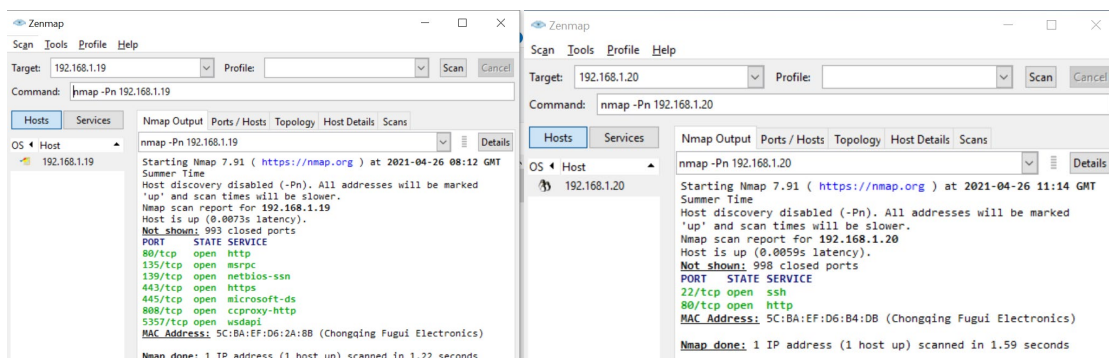 Zenmap
Scan Tools Profile Help
Target: 192.168.1.19 Profile: Scan Cancel
Command: nmap -Pn 192.168.1.19
Hosts Services
Nmap Output Ports / Hosts Topology Host Details Scans
OS Host
nmap -Pn 192.168.1.19 Details
192.168.1.19
Starting Nmap 7.91 ( https://nmap.org ) at 2021-04-26 08:12 GMT
Summer Time
Host discovery disabled (-Pn). All addresses will be marked
'up' and scan times will be slower.
Nmap scan report for 192.168.1.19
Host is up (0.0073s latency).
Not shown: 993 closed ports
PORT STATE SERVICE
80/tcp open http
135/tcp open msrpc
139/tcp open netbios-ssn
443/tcp open https
445/tcp open microsoft-ds
808/tcp open ccproxy-http
5357/tcp open wsdapi
MAC Address: 5C:BA:EF:D6:2A:8B (Chongqing Fugui Electronics)
Nmap done: 1 IP address (1 host up) scanned in 1.22 seconds
Zenmap
Scan Tools Profile Help
Target: 192.168.1.20 Profile: Scan Cancel
Command: nmap -Pn 192.168.1.20
Hosts Services
Nmap Output Ports / Hosts Topology Host Details Scans
OS Host
nmap -Pn 192.168.1.20 Details
192.168.1.20
Starting Nmap 7.91 ( https://nmap.org ) at 2021-04-26 11:14 GMT
Summer Time
Host discovery disabled (-Pn). All addresses will be marked
'up' and scan times will be slower.
Nmap scan report for 192.168.1.20
Host is up (0.0059s latency).
Not shown: 998 closed ports
PORT STATE SERVICE
22/tcp open ssh
80/tcp open http
MAC Address: 5C:BA:EF:D6:B4:DB (Chongqing Fugui Electronics)
Nmap done: 1 IP address (1 host up) scanned in 1.59 seconds